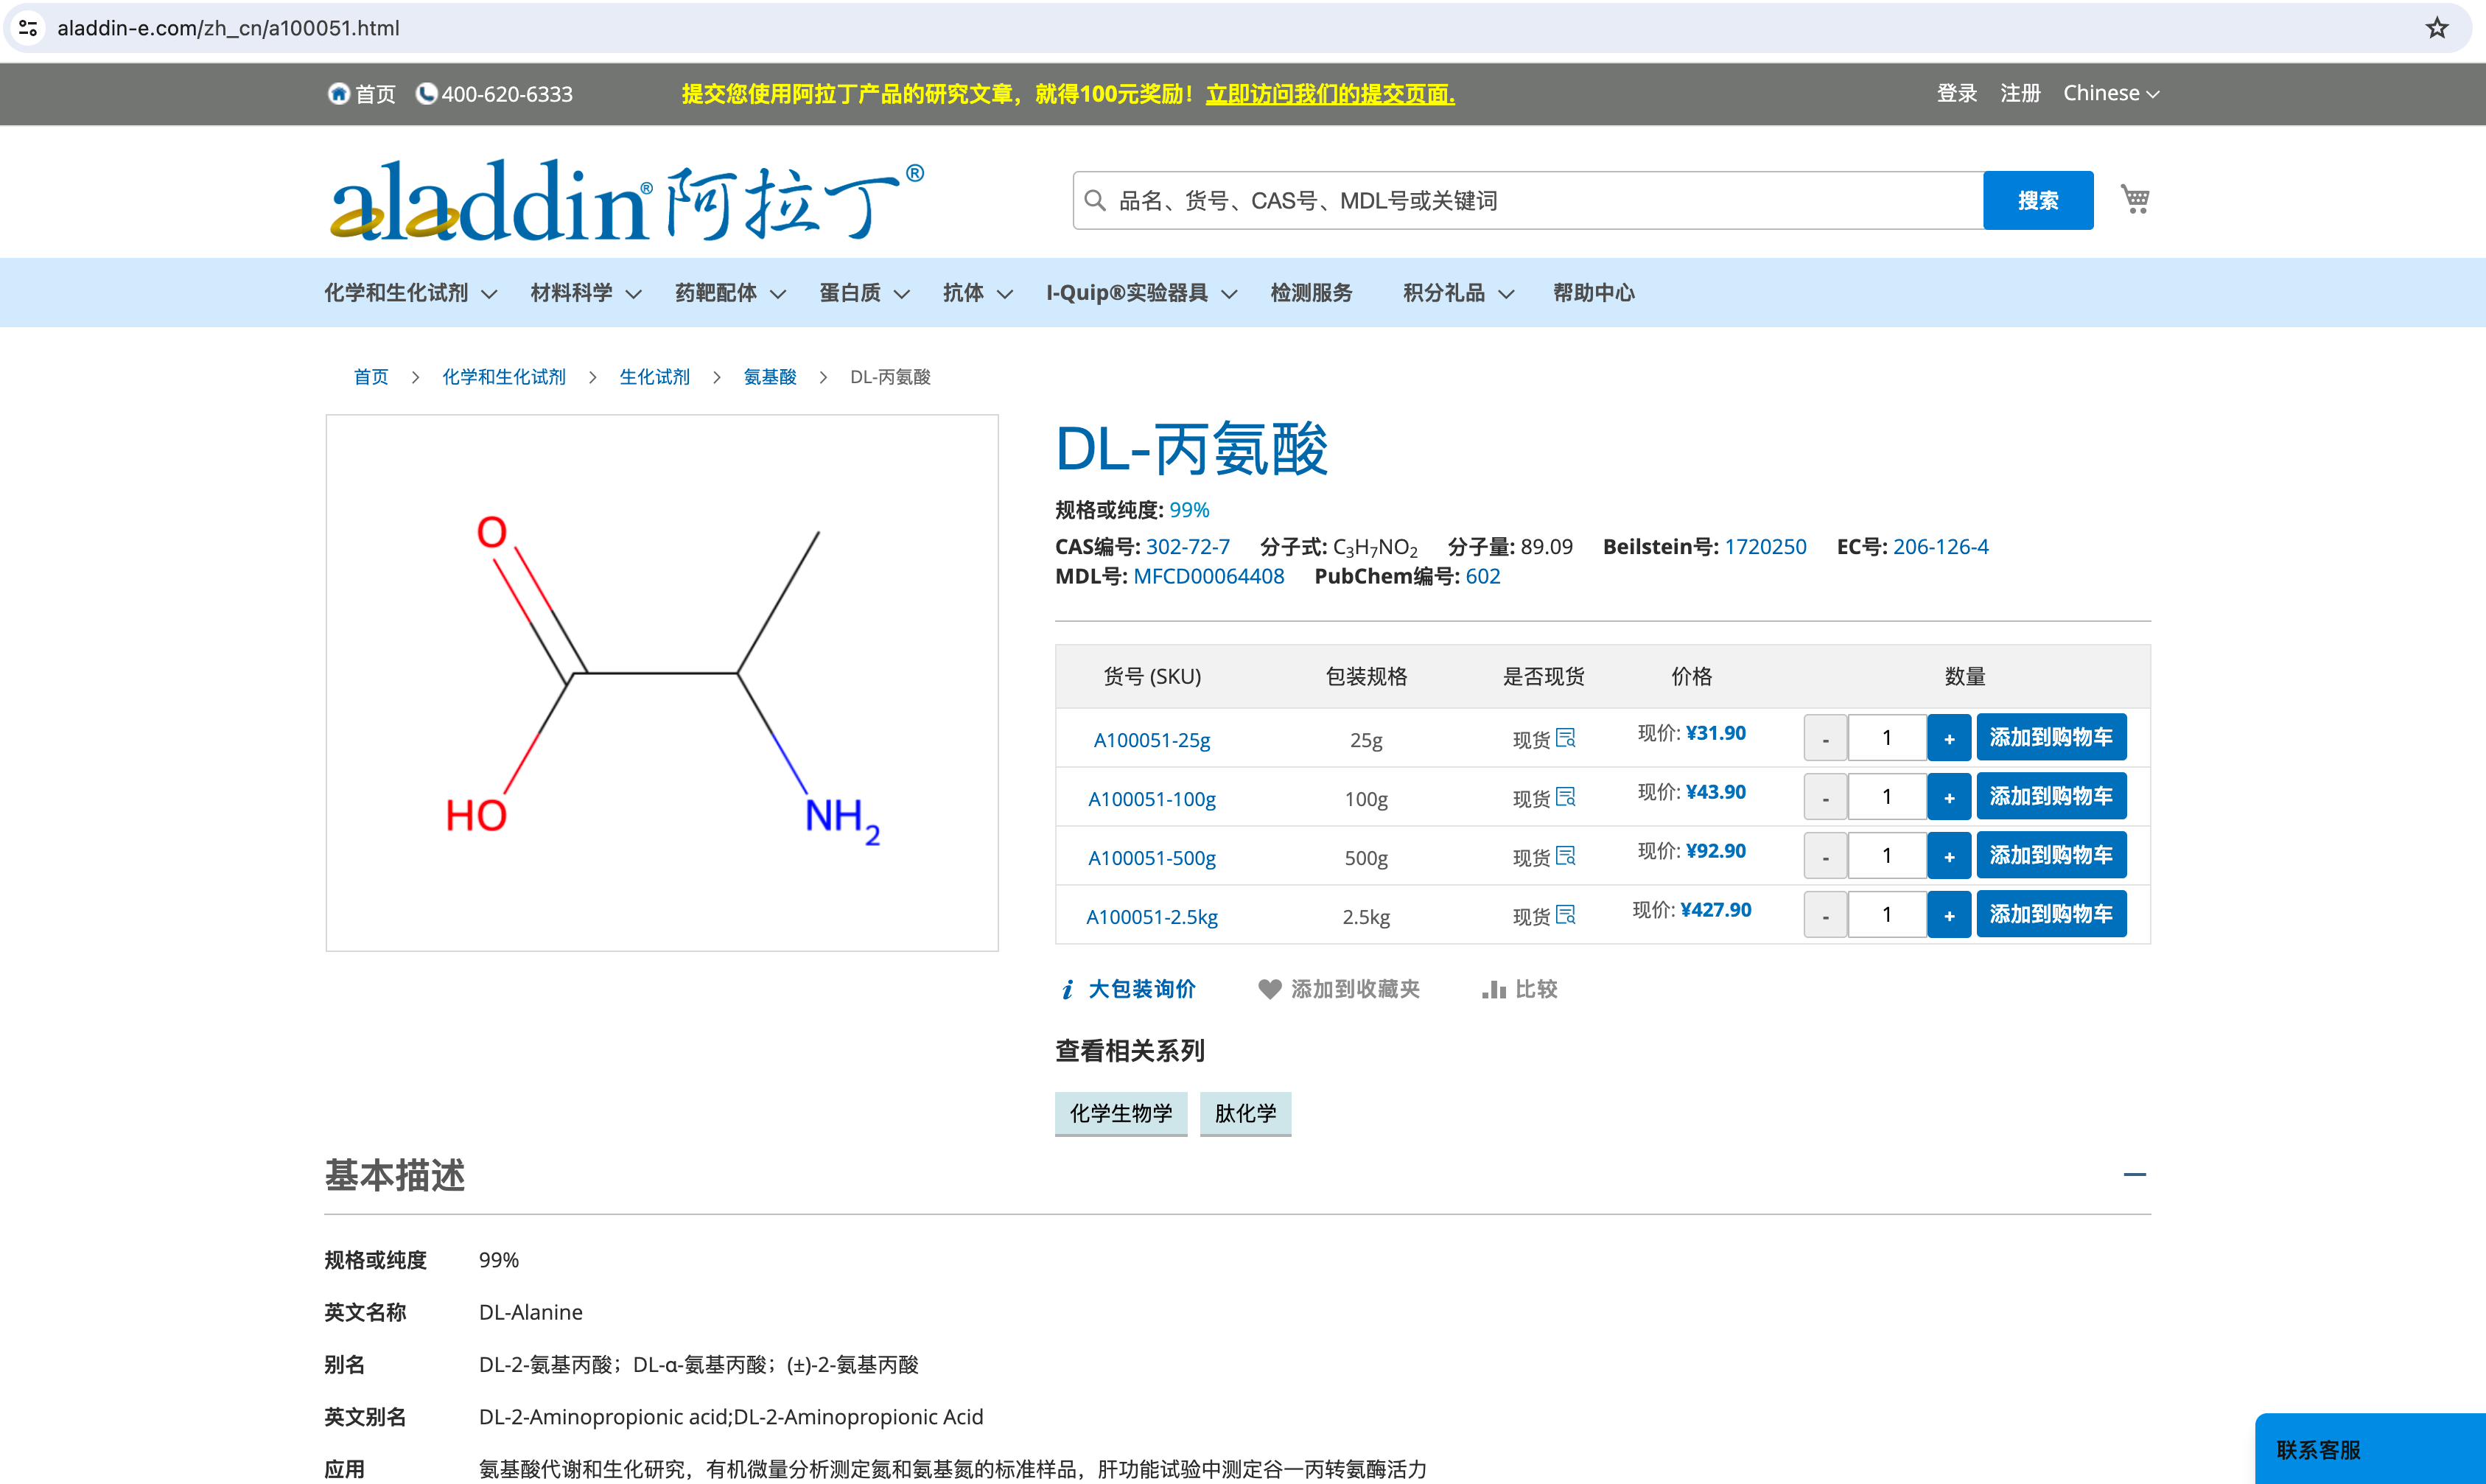 aladdin-e.com/zh_cn/a100051.html
首页 400-620-6333 提交您使用阿拉丁产品的研究文章，就得100元奖励！立即访问我们的提交页面. 登录 注册 Chinese
aladdin® 阿拉丁® 品名、货号、CAS号、MDL号或关键词 搜索
化学和生化试剂 材料科学 药靶配体 蛋白质 抗体 I-Quip®实验器具 检测服务 积分礼品 帮助中心
首页 > 化学和生化试剂 > 生化试剂 > 氨基酸 > DL-丙氨酸
O
HO
NH₂
DL-丙氨酸
规格或纯度: 99%
CAS编号: 302-72-7 分子式: C₃H₇NO₂ 分子量: 89.09 Beilstein号: 1720250 EC号: 206-126-4
MDL号: MFCD00064408 PubChem编号: 602
货号 (SKU) 包装规格 是否现货 价格 数量
A100051-25g 25g 现货 现价: ¥31.90 - 1 + 添加到购物车
A100051-100g 100g 现货 现价: ¥43.90 - 1 + 添加到购物车
A100051-500g 500g 现货 现价: ¥92.90 - 1 + 添加到购物车
A100051-2.5kg 2.5kg 现货 现价: ¥427.90 - 1 + 添加到购物车
i 大包装询价 添加到收藏夹 比较
查看相关系列
化学生物学 肽化学
基本描述
规格或纯度 99%
英文名称 DL-Alanine
别名 DL-2-氨基丙酸；DL-α-氨基丙酸；(±)-2-氨基丙酸
英文别名 DL-2-Aminopropionic acid;DL-2-Aminopropionic Acid
应用 氨基酸代谢和生化研究，有机微量分析测定氮和氨基氮的标准样品，肝功能试验中测定谷一丙转氨酶活力
联系客服